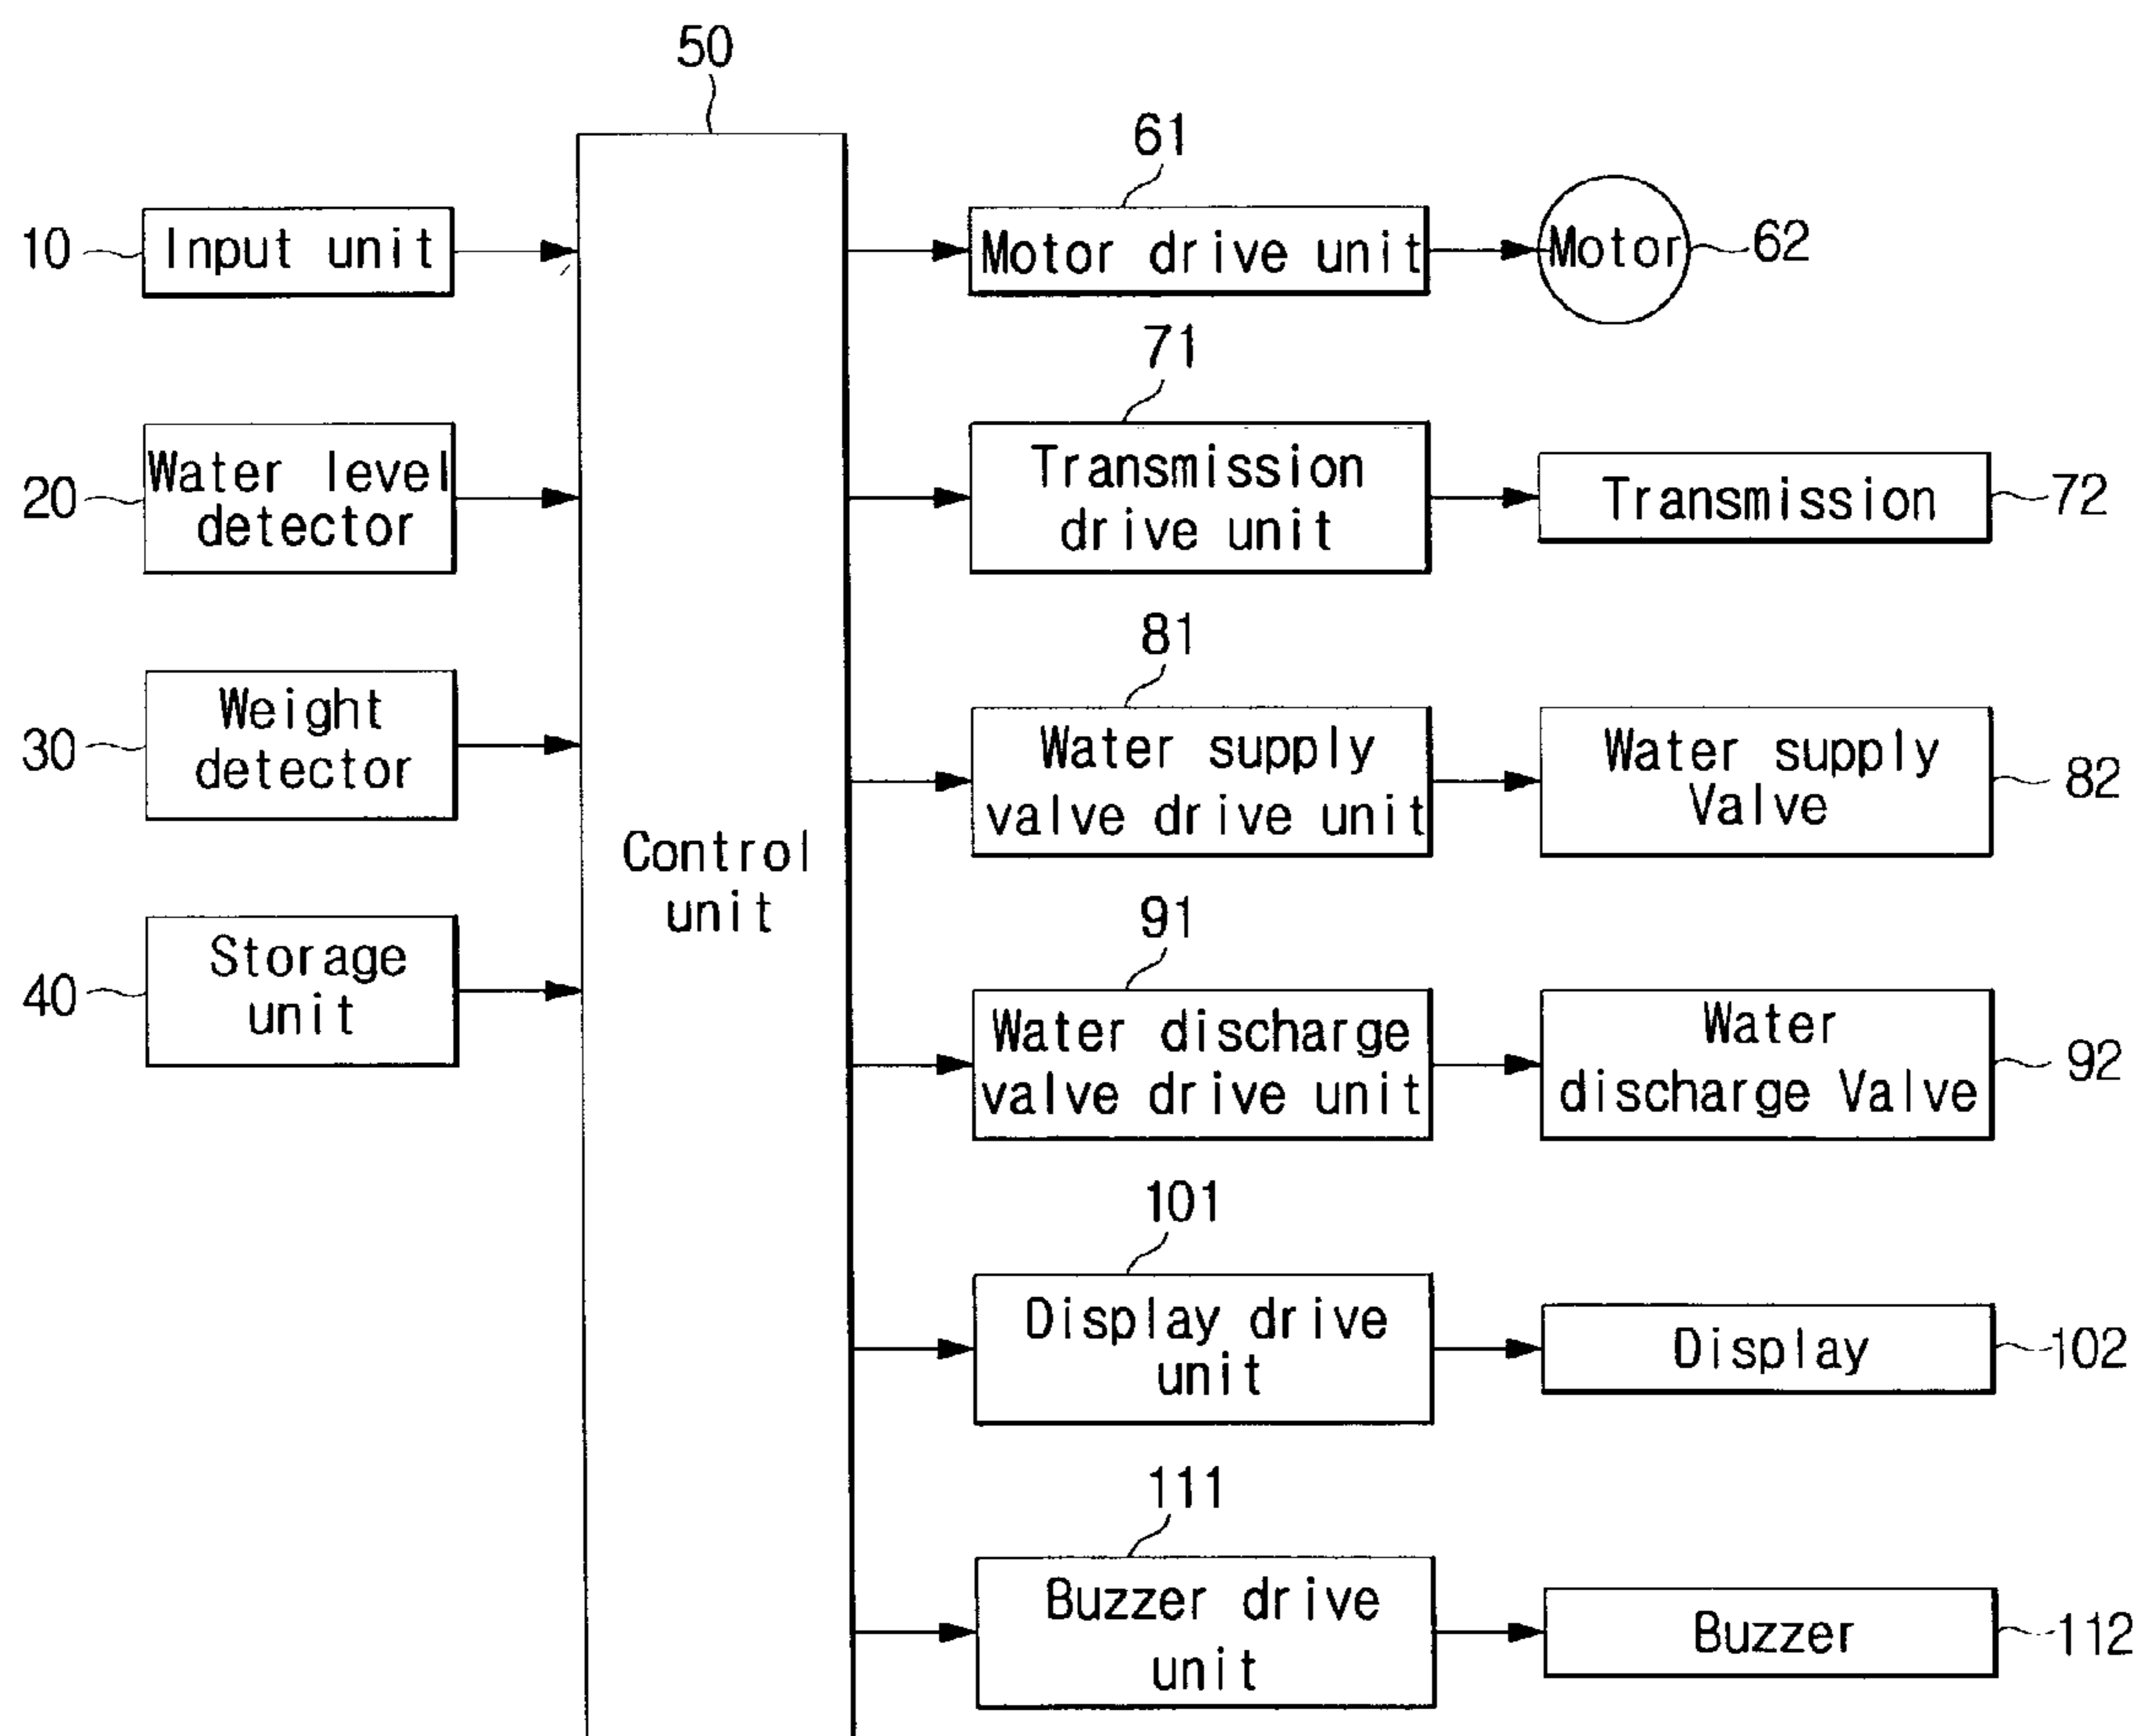 50
61
10
Input unit
Motor drive unit
Motor
62
71
20
Water level
detector
Transmission
drive unit
Transmission
72
81
30
Weight
detector
Water supply
valve drive unit
Water supply
Valve
82
Control
unit
91
40
Storage
unit
Water discharge
valve drive unit
Water
discharge Valve
92
101
Display drive
unit
Display
102
111
Buzzer drive
unit
Buzzer
112